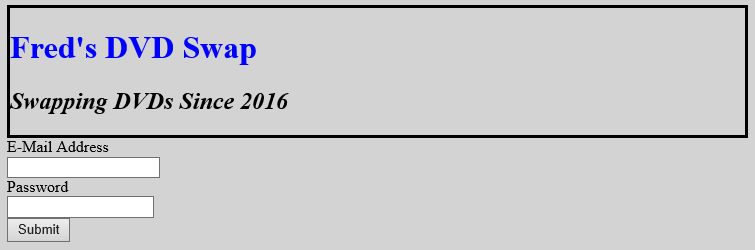 Fred's DVD Swap
Swapping DVDs Since 2016
E-Mail Address
Password
Submit